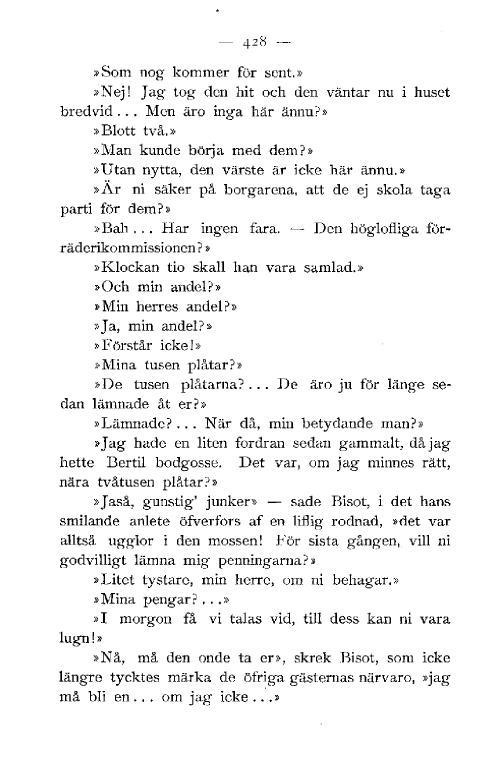 — 428 —
»Som nog kommer för sent.»
»Nej! Jag tog den hit och den väntar nu i huset
bredvid... Men äro inga här ännu?»
»Blott två.»
»Man kunde börja med dem?»
»Utan nytta, den värste är icke här ännu.»
»Är ni säker på borgarena, att de ej skola taga
parti för dem?»
»Bah... Har ingen fara. — Den höglofliga för-
räderikommissionen?»
»Klockan tio skall han vara samlad.»
»Och min andel?»
»Min herres andel?»
»Ja, min andel?»
»Förstår icke!»
»Mina tusen plåtar?»
»De tusen plåtarna?... De äro ju för länge se-
dan lämnade åt er?»
»Lämnade?... När då, min betydande man?»
»Jag hade en liten fordran sedan gammalt, då jag
hette Bertil bodgosse. Det var, om jag minnes rätt,
nära tvåtusen plåtar?»
»Jaså, gunstig' junker» — sade Bisot, i det hans
smilande anlete öfverfors af en liflig rodnad, »det var
alltså ugglor i den mossen! För sista gången, vill ni
godvilligt lämna mig penningarna?»
»Litet tystare, min herre, om ni behagar.»
»Mina pengar?...»
»I morgon få vi talas vid, till dess kan ni vara
lugn!»
»Nå, må den onde ta er», skrek Bisot, som icke
längre tycktes märka de öfriga gästernas närvaro, »jag
må bli en... om jag icke...»